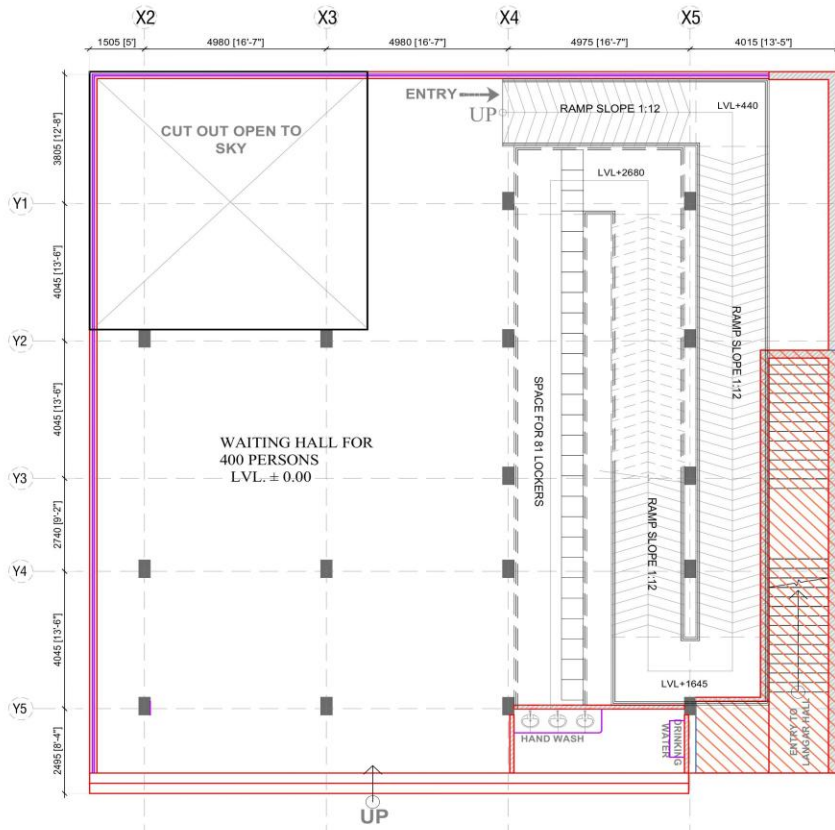 X2
X3
X4
X5
1505 [5']
4980 [16'-7"]
4980 [16'-7"]
4975 [16'-7"]
4015 [13'-5"]
3805 [12'-8"]
Y1
4045 [13'-6"]
Y2
4045 [13'-6"]
Y3
2740 [9'-2"]
Y4
4045 [13'-6"]
Y5
2495 [8'-4"]
CUT OUT OPEN TO
SKY
ENTRY
UP
RAMP SLOPE 1:12
LVL+440
LVL+2680
RAMP SLOPE 1:12
SPACE FOR 81 LOCKERS
WAITING HALL FOR
400 PERSONS
LVL. ± 0.00
RAMP SLOPE 1:12
LVL+1645
HAND WASH
DRINKING
WATER
ENTRY TO
LANGAR HALL
UP